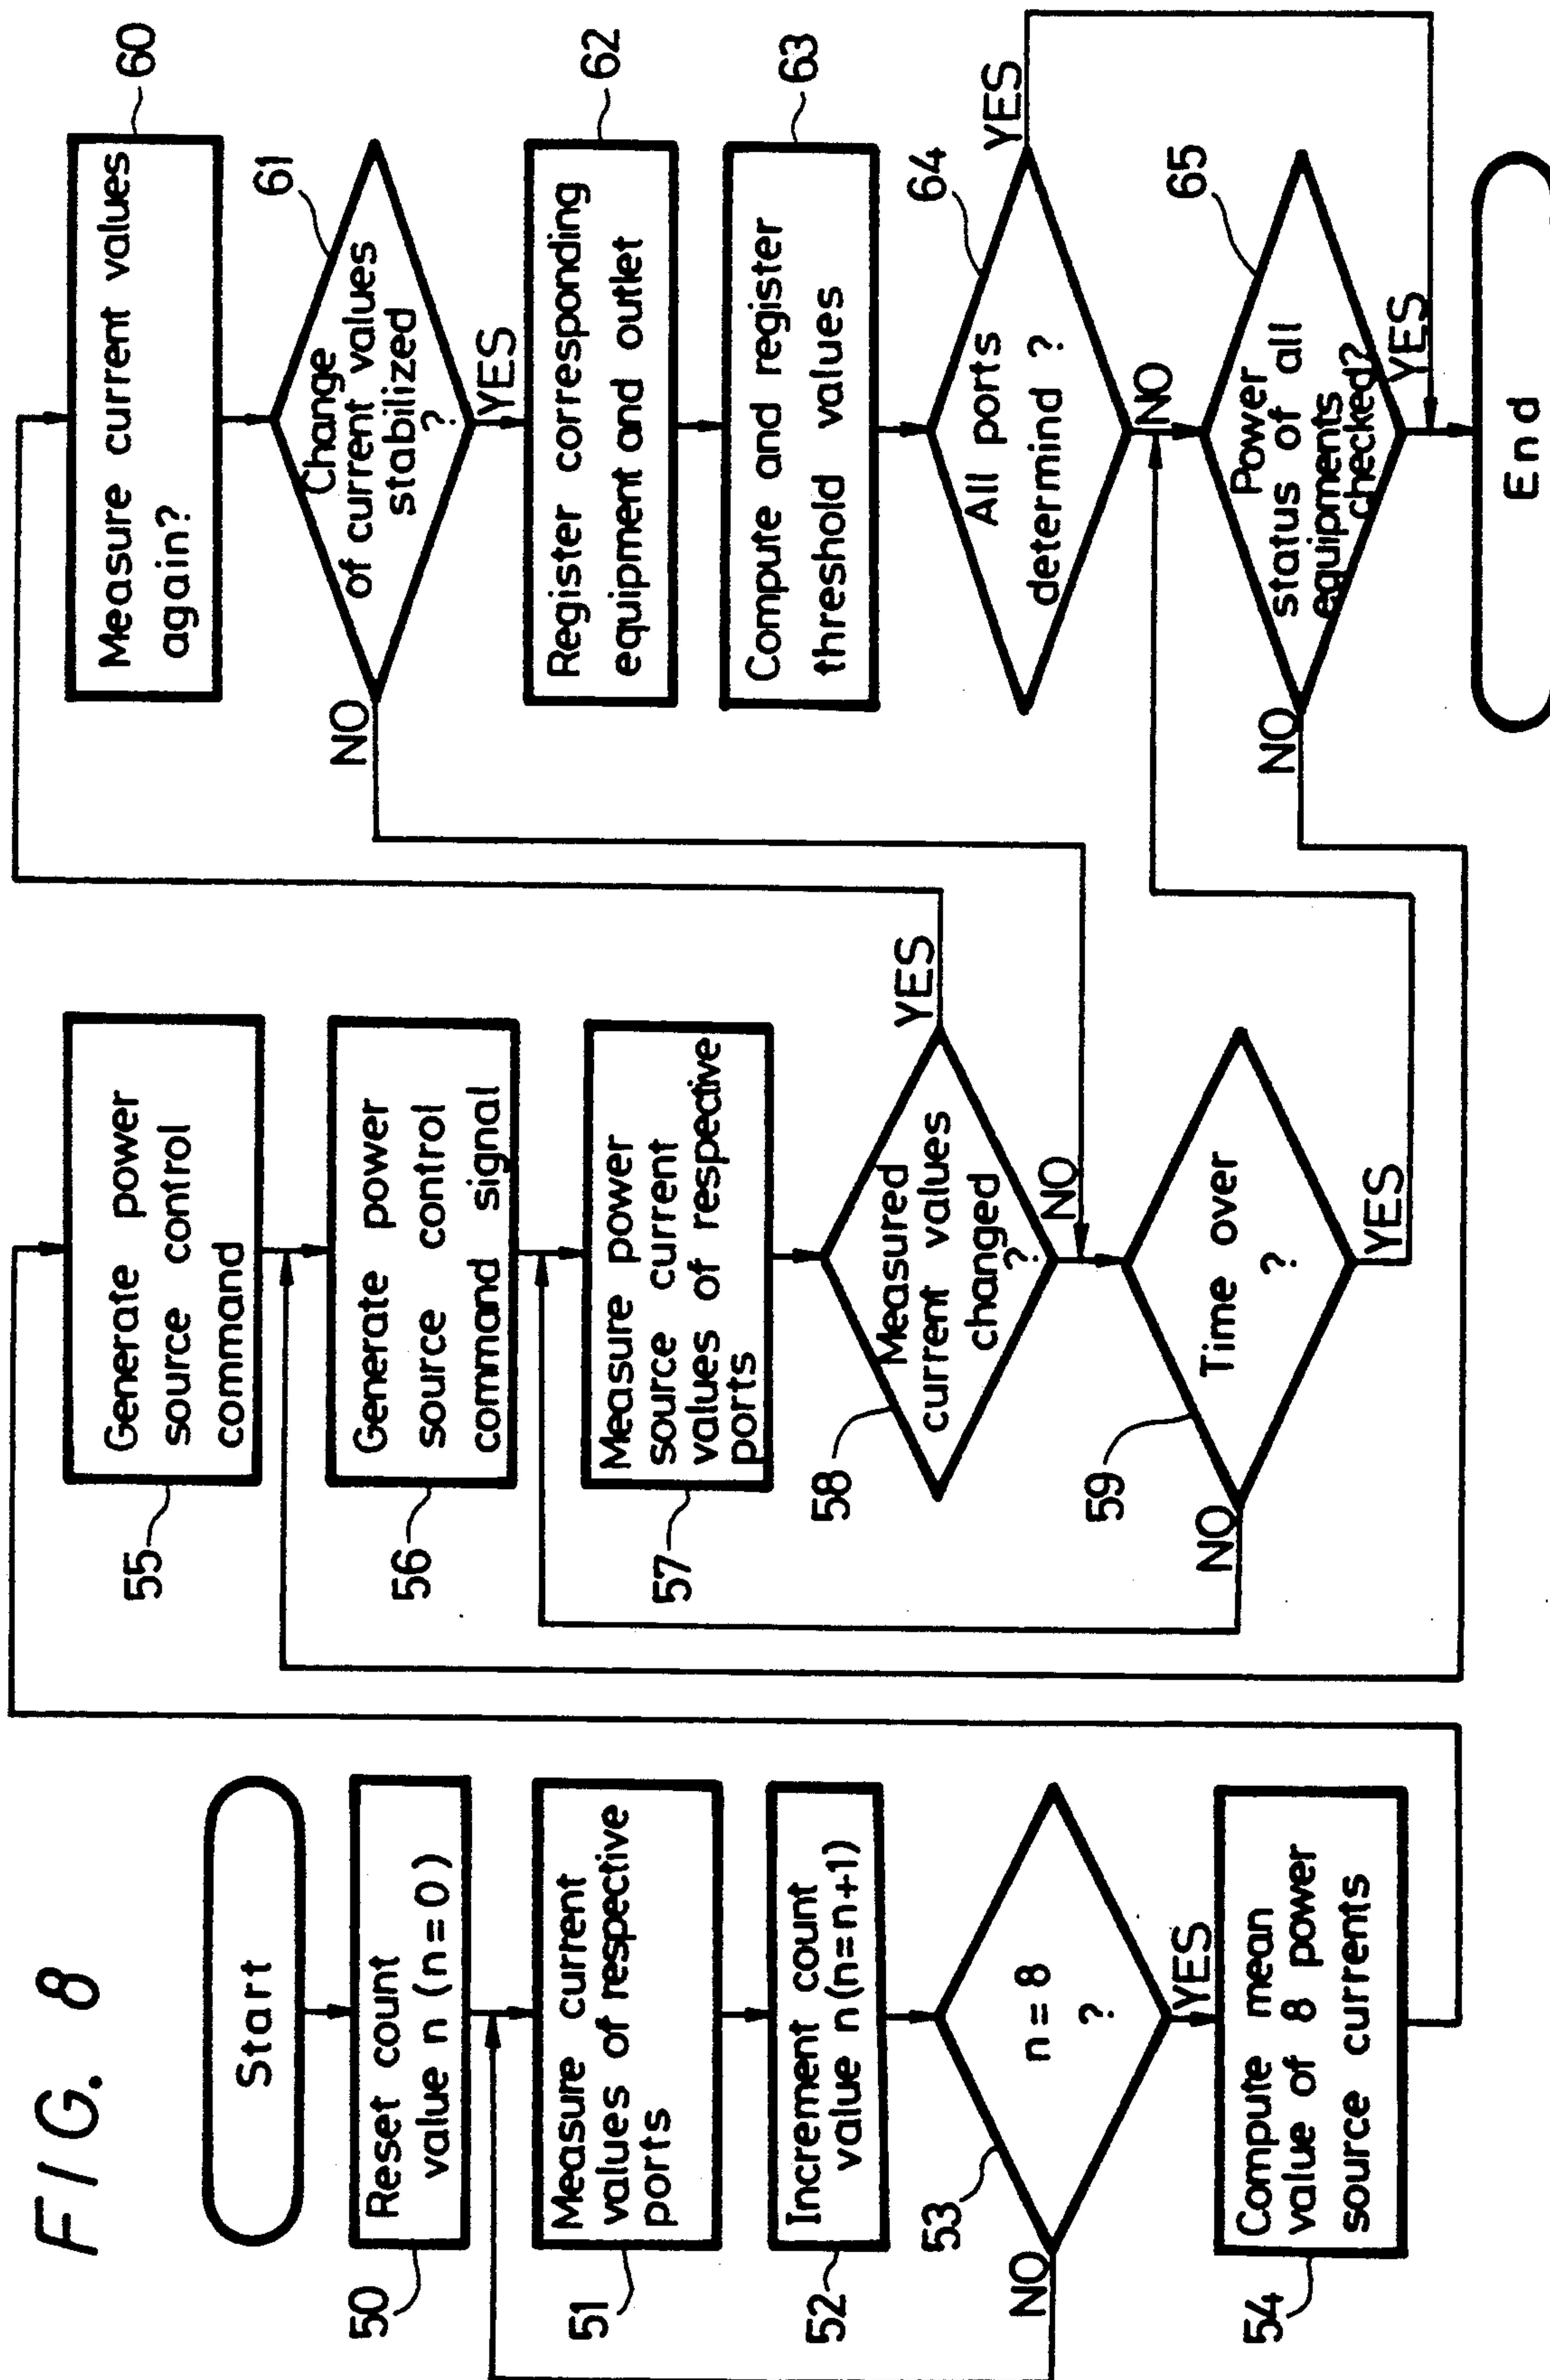 FIG. 8
Start
Reset count
value n (n=0)
50
Measure current
values of respective
ports
51
Increment count
value n(n=n+1)
52
n=8
?
53
NO
YES
Compute mean
value of 8 power
source currents
54
Generate power
source control
command
55
Generate power
source control
command signal
56
Measure power
source current
values of respective
ports
57
Measured
current values
changed
?
58
YES
NO
Time over
?
59
NO
YES
Measure current values
again?
60
Change
of current values
stabilized
?
61
NO
YES
Register corresponding
equipment and outlet
62
Compute and register
threshold values
63
All ports
determind ?
64
YES
NO
Power
status of all
equipments
checked?
65
NO
YES
End